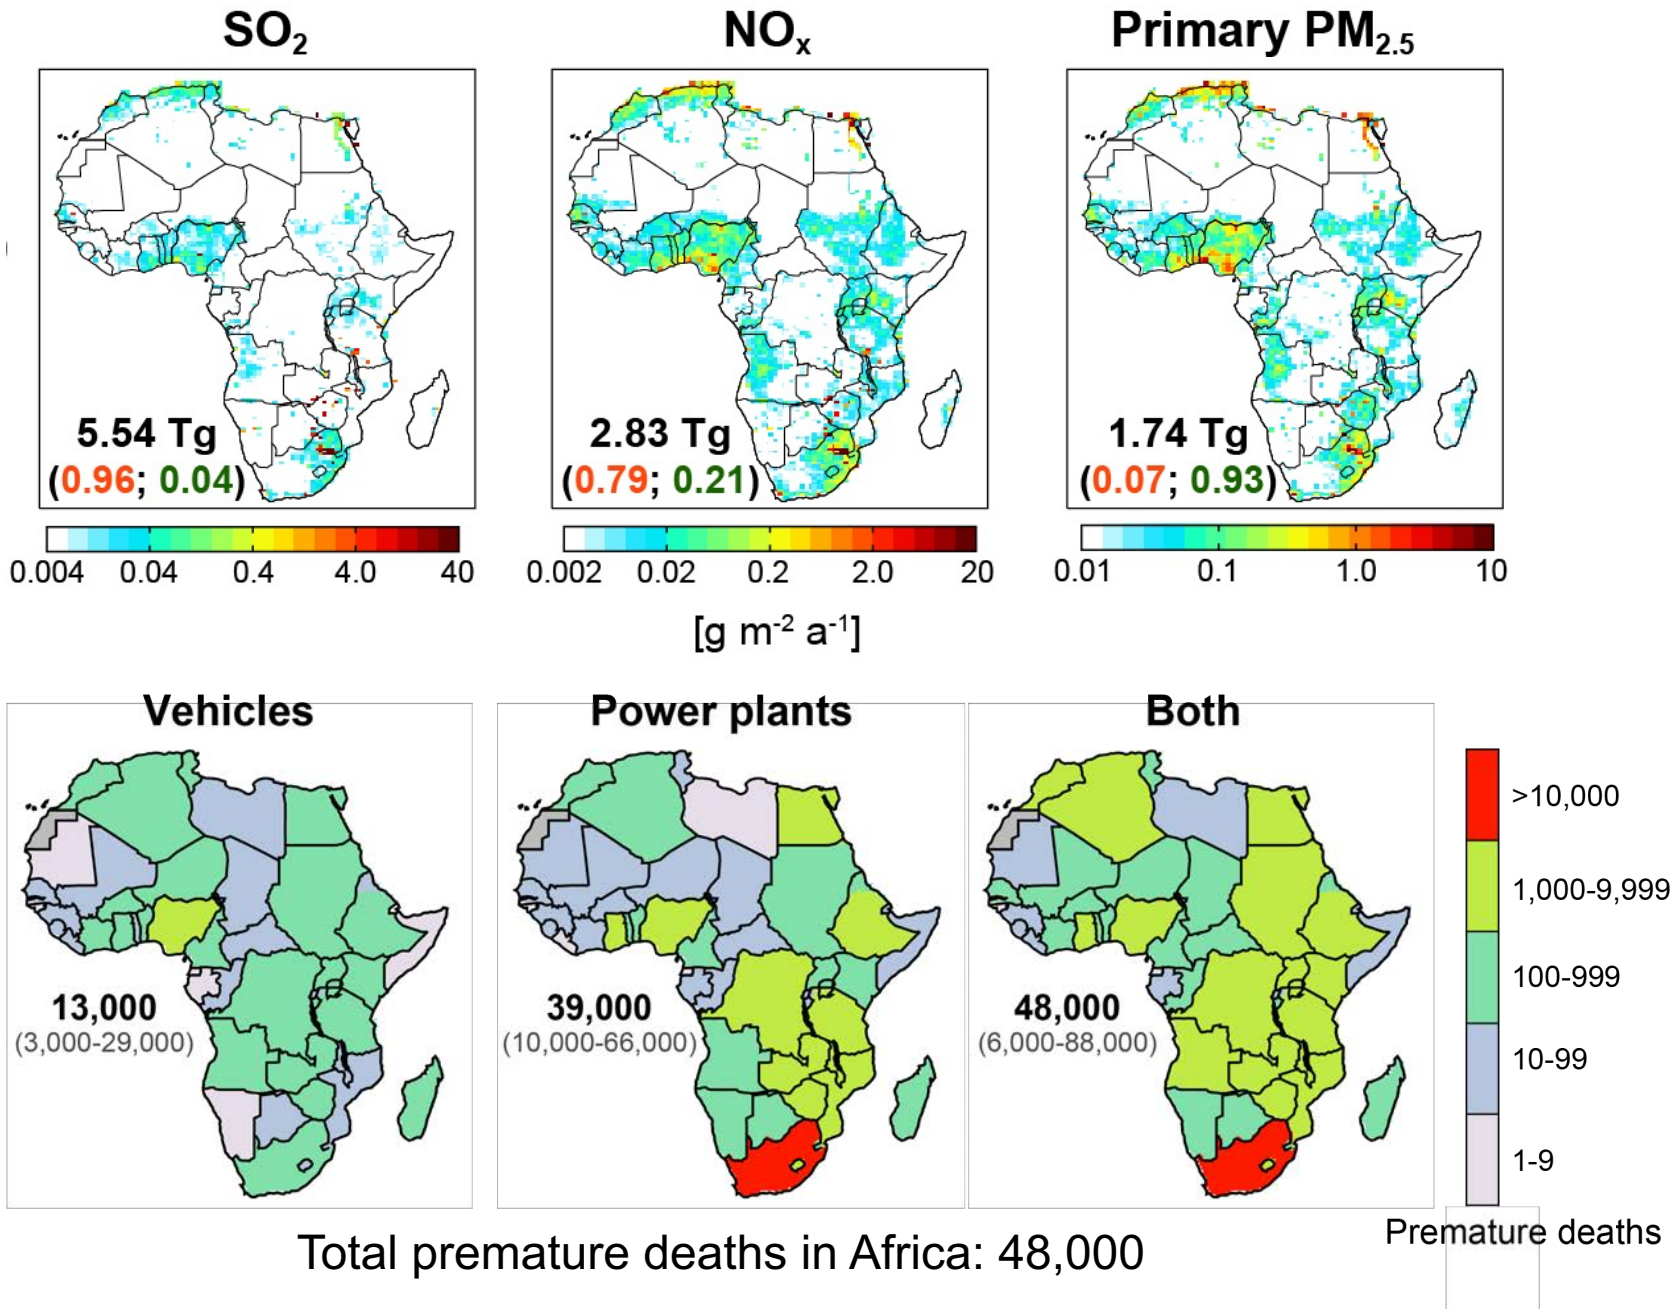 SO2
NOx
Primary PM2.5
5.54 Tg
(0.96; 0.04)
2.83 Tg
(0.79; 0.21)
1.74 Tg
(0.07; 0.93)
0.004 0.04 0.4 4.0 40
0.002 0.02 0.2 2.0 20
0.01 0.1 1.0 10
[g m-2 a-1]
Vehicles
Power plants
Both
13,000
(3,000-29,000)
39,000
(10,000-66,000)
48,000
(6,000-88,000)
>10,000
1,000-9,999
100-999
10-99
1-9
Premature deaths
Total premature deaths in Africa: 48,000